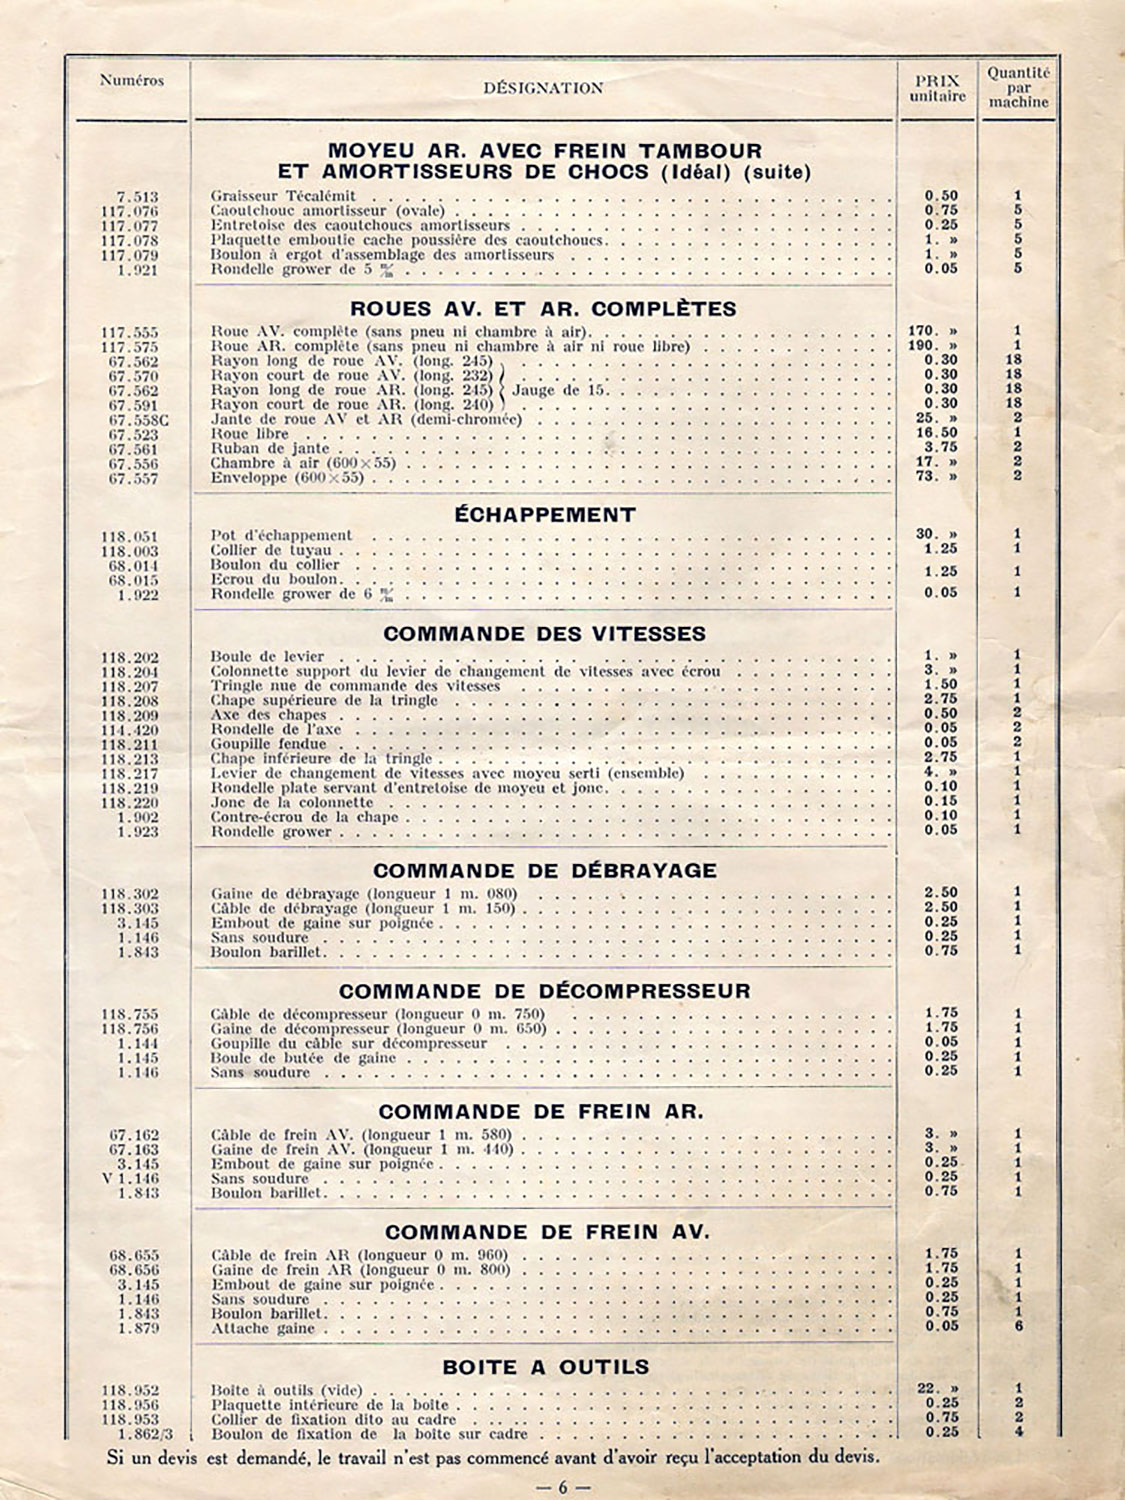 Numéros DÉSIGNATION PRIX unitaire Quantité par machine
MOYEU AR. AVEC FREIN TAMBOUR
ET AMORTISSEURS DE CHOCS (Idéal) (suite)
7.513 Graisseur Técalémit 0.50 1
117.076 Caoutchouc amortisseur (ovale) 0.75 5
117.077 Entretoise des caoutchoucs amortisseurs 0.25 5
117.078 Plaquette emboutie cache poussière des caoutchoucs. 1. » 5
117.079 Boulon à ergot d'assemblage des amortisseurs 1. » 5
1.921 Rondelle grower de 5 m/m 0.05 5
ROUES AV. ET AR. COMPLÈTES
117.555 Roue AV. complète (sans pneu ni chambre à air). 170. » 1
117.575 Roue AR. complète (sans pneu ni chambre à air ni roue libre) 190. » 1
67.562 Rayon long de roue AV. (long. 245) 0.30 18
67.570 Rayon court de roue AV. (long. 232) 0.30 18
67.562 Rayon long de roue AR. (long. 245) Jauge de 15. 0.30 18
67.591 Rayon court de roue AR. (long. 240) 0.30 18
67.558C Jante de roue AV et AR (demi-chromée) 25. » 2
67.523 Roue libre 16.50 1
67.561 Ruban de jante 3.75 2
67.556 Chambre à air (600×55) 17. » 2
67.557 Enveloppe (600×55) 73. » 2
ÉCHAPPEMENT
118.051 Pot d'échappement 30. » 1
118.003 Collier de tuyau 1.25 1
68.014 Boulon du collier
68.015 Ecrou du boulon. 1.25 1
1.922 Rondelle grower de 6 m/m 0.05 1
COMMANDE DES VITESSES
118.202 Boule de levier 1. » 1
118.204 Colonnette support du levier de changement de vitesses avec écrou 3. » 1
118.207 Tringle nue de commande des vitesses 1.50 1
118.208 Chape supérieure de la tringle 2.75 1
118.209 Axe des chapes 0.50 2
114.420 Rondelle de l'axe 0.05 2
118.211 Goupille fendue 0.05 2
118.213 Chape inférieure de la tringle 2.75 1
118.217 Levier de changement de vitesses avec moyeu serti (ensemble) 4. » 1
118.219 Rondelle plate servant d'entretoise de moyeu et jonc. 0.10 1
118.220 Jonc de la colonnette 0.15 1
1.902 Contre-écrou de la chape 0.10 1
1.923 Rondelle grower 0.05 1
COMMANDE DE DÉBRAYAGE
118.302 Gaine de débrayage (longueur 1 m. 080) 2.50 1
118.303 Câble de débrayage (longueur 1 m. 150) 2.50 1
3.145 Embout de gaine sur poignée 0.25 1
1.146 Sans soudure 0.25 1
1.843 Boulon barillet. 0.75 1
COMMANDE DE DÉCOMPRESSEUR
118.755 Câble de décompresseur (longueur 0 m. 750) 1.75 1
118.756 Gaine de décompresseur (longueur 0 m. 650) 1.75 1
1.144 Goupille du câble sur décompresseur 0.05 1
1.145 Boule de butée de gaine 0.25 1
1.146 Sans soudure 0.25 1
COMMANDE DE FREIN AR.
67.162 Câble de frein AV. (longueur 1 m. 580) 3. » 1
67.163 Gaine de frein AV. (longueur 1 m. 440) 3. » 1
3.145 Embout de gaine sur poignée 0.25 1
V 1.146 Sans soudure 0.25 1
1.843 Boulon barillet. 0.75 1
COMMANDE DE FREIN AV.
68.655 Câble de frein AR (longueur 0 m. 960) 1.75 1
68.656 Gaine de frein AR (longueur 0 m. 800) 1.75 1
3.145 Embout de gaine sur poignée 0.25 1
1.146 Sans soudure 0.25 1
1.843 Boulon barillet. 0.75 1
1.879 Attache gaine 0.05 6
BOITE A OUTILS
118.952 Boîte à outils (vide) 22. » 1
118.956 Plaquette intérieure de la boîte 0.25 2
118.953 Collier de fixation dito au cadre 0.75 2
1.862/3 Boulon de fixation de la boîte sur cadre 0.25 4
Si un devis est demandé, le travail n'est pas commencé avant d'avoir reçu l'acceptation du devis.
— 6 —